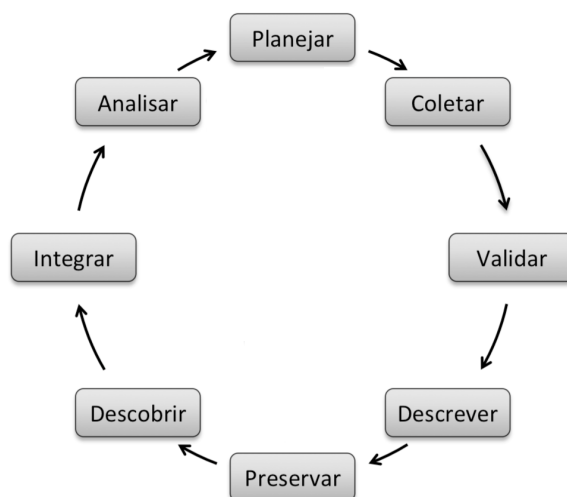 Planejar
Coletar
Validar
Descrever
Preservar
Descobrir
Integrar
Analisar